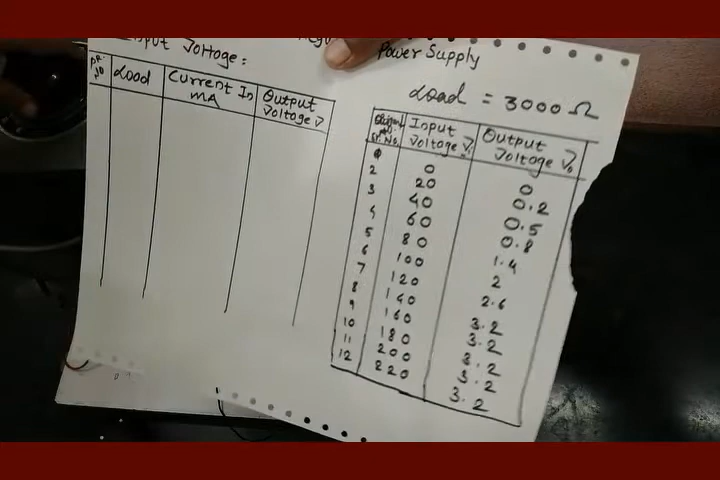 Voltage:
Power Supply
Load = 3000 Ω
Sr. No Load Current In mA Output Voltage V
Sr. No. Input Voltage Vi Output Voltage Vo
1 0 0
2 20 0.2
3 40 0.5
4 60 0.8
5 80 1.4
6 100 2
7 120 2.6
8 140 3.2
9 160 3.2
10 180 3.2
11 200 3.2
12 220 3.2